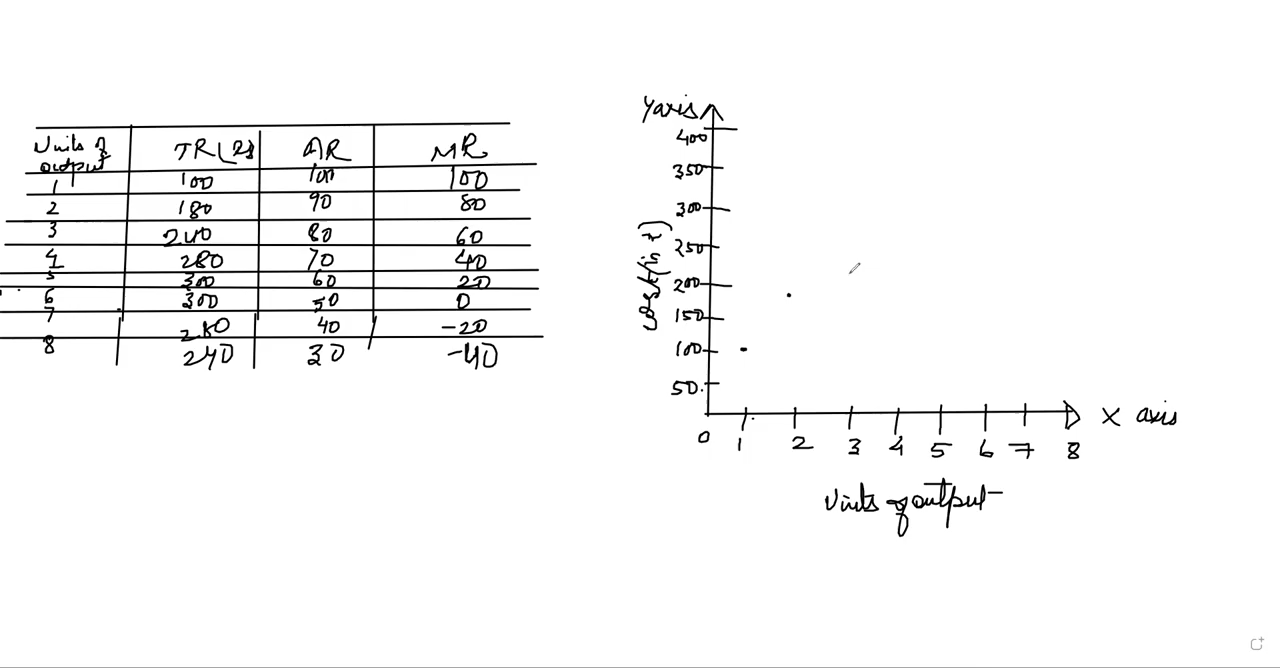 Units of output TR(Rs AR MR
1 100 100 100
2 180 90 80
3 240 80 60
4 280 70 40
5 300 60 20
6 300 50 0
7 280 40 -20
8 240 30 -40
Y axis
400
350
300
250
200
150
100
50
cost (in ₹)
0 1 2 3 4 5 6 7 8
X axis
Units of output